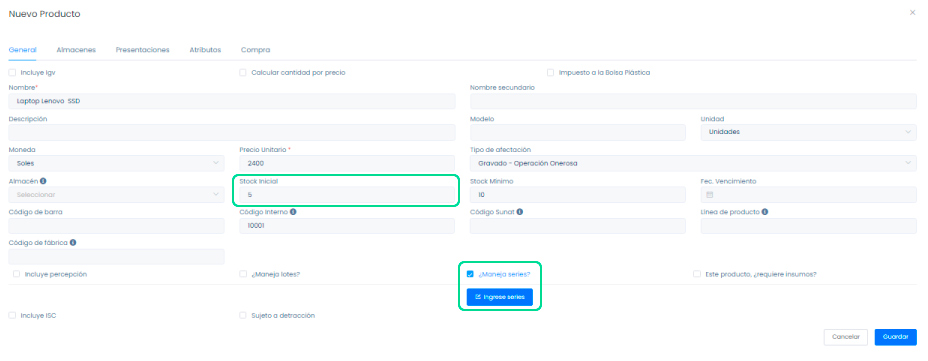 Nuevo Producto ×
General Almacenes Presentaciones Atributos Compra
Incluye Igv Calcular cantidad por precio Impuesto a la Bolsa Plástica
Nombre* Nombre secundario
Laptop Lenovo SSD
Descripción Modelo Unidad
Unidades
Moneda Precio Unitario * Tipo de afectación
Soles 2400 Gravado - Operación Onerosa
Almacén Stock Inicial Stock Mínimo Fec. Vencimiento
Seleccionar 5 10
Código de barra Código Interno Código Sunat Linea de producto
10001
Código de fábrica
Incluye percepción ¿Maneja lotes? ¿Maneja series? Este producto, ¿requiere insumos?
Ingrese series
Incluye ISC Sujeto a detracción
Cancelar Guardar